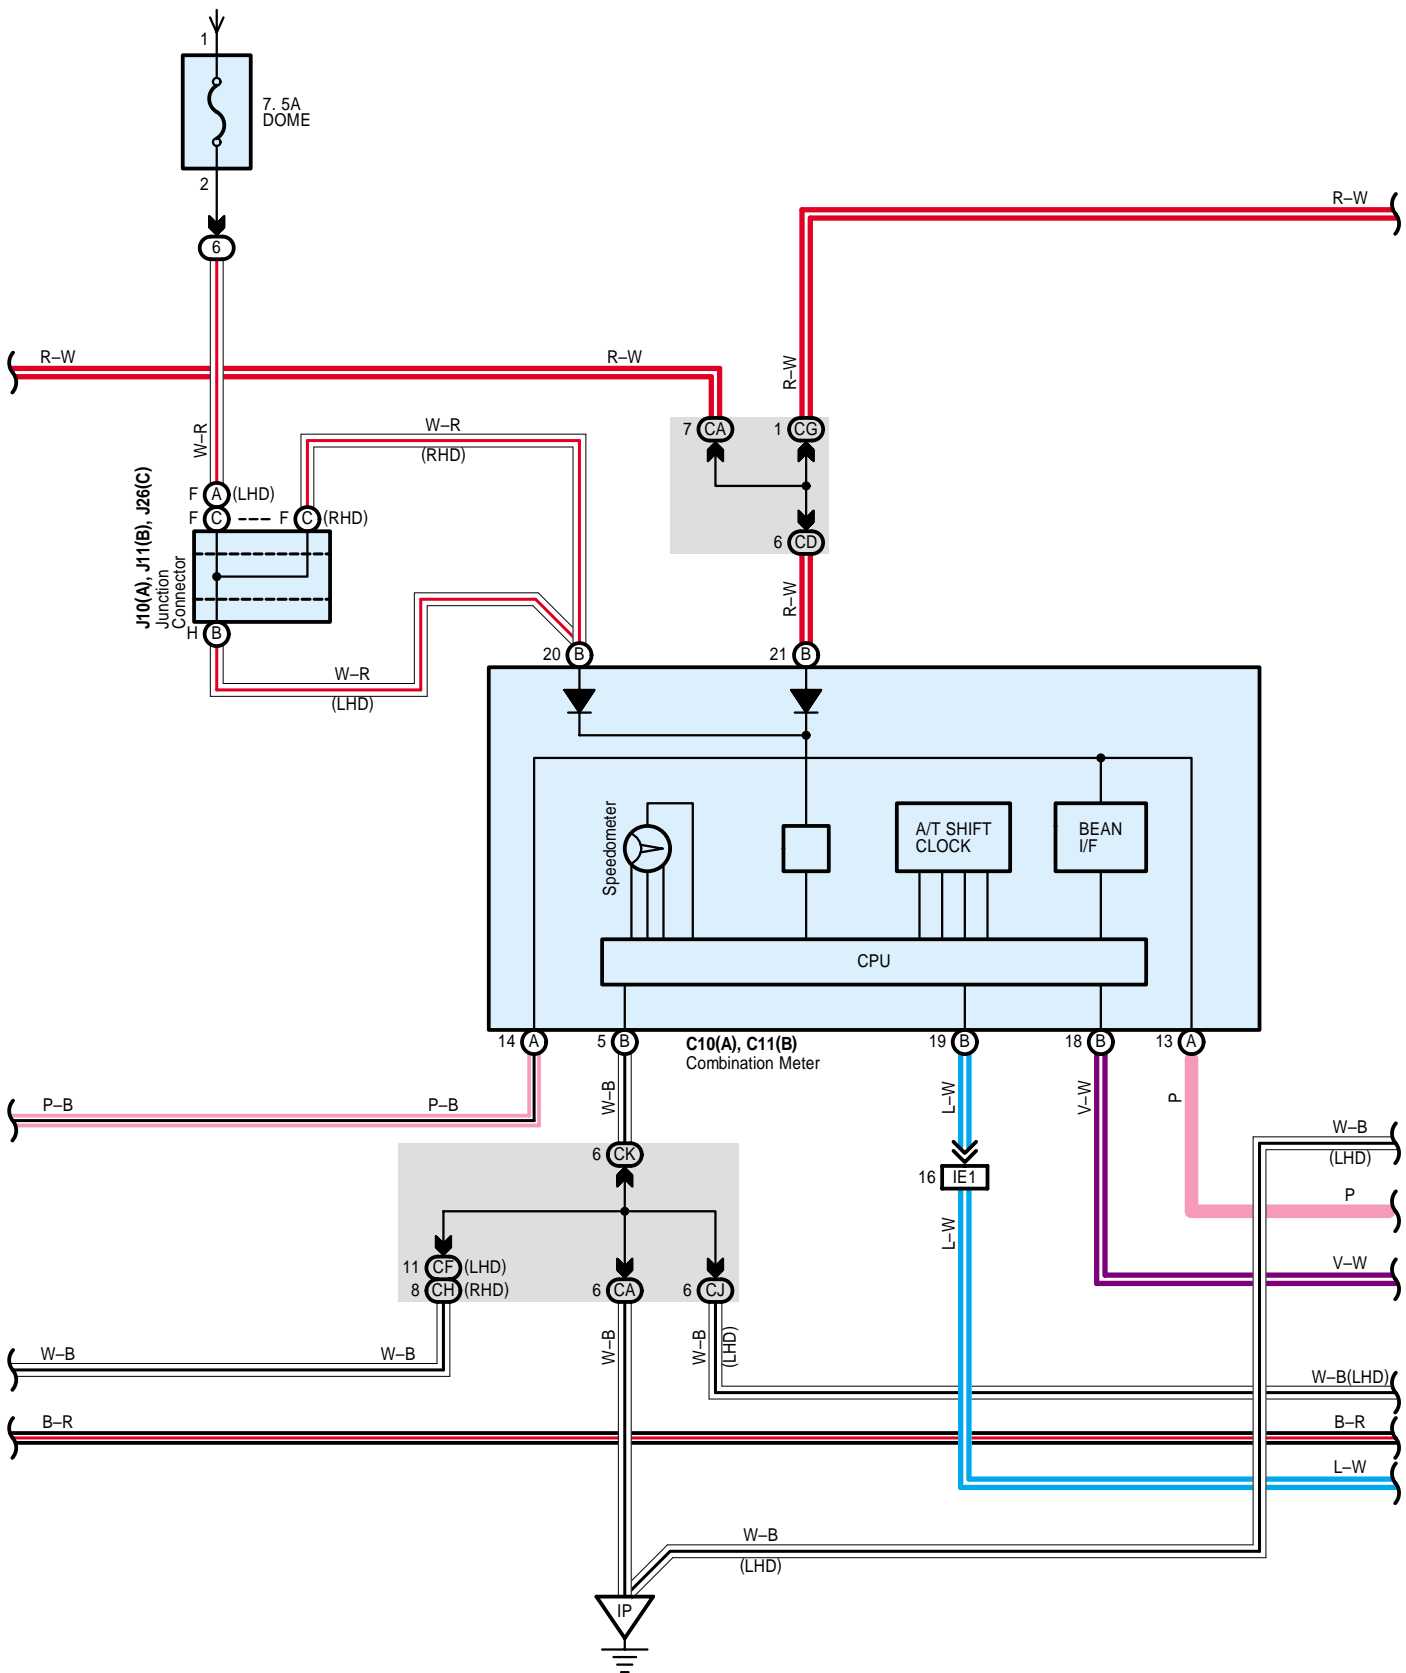 1
7. 5A
DOME
2
6
R–W
R–W
R–W
R–W
W–R
W–R
(RHD)
7 CA
1 CG
F A (LHD)
F C
F C (RHD)
J10(A), J11(B), J26(C)
Junction
Connector
6 CD
R–W
H B
W–R
(LHD)
20 B
21 B
Speedometer
A/T SHIFT
CLOCK
BEAN
I/F
CPU
14 A
5 B
C10(A), C11(B)
Combination Meter
19 B
18 B
13 A
P–B
P–B
W–B
L–W
V–W
P
W–B
(LHD)
6 CK
16 IE1
P
L–W
11 CF (LHD)
8 CH (RHD)
6 CA
6 CJ
V–W
W–B
W–B
W–B
W–B
(LHD)
W–B(LHD)
B–R
B–R
L–W
W–B
(LHD)
IP